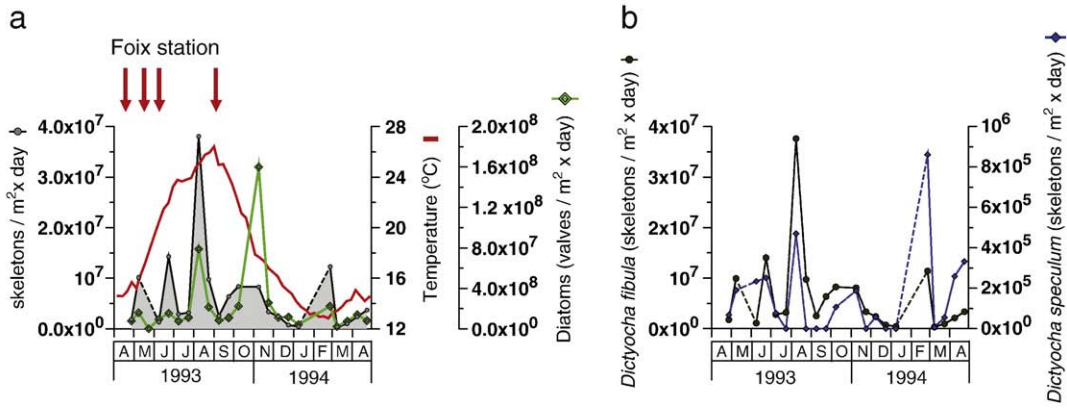 a
Foix station
skeletons / m² x day
4.0x10⁷
3.0x10⁷
2.0x10⁷
10⁷
0.0x10⁰
28
24
20
16
12
Temperature (°C)
2.0x10⁸
1.6x10⁸
1.2 x10⁸
8.0x10⁷
4.0x10⁸
0.0x10⁰
Diatoms (valves / m² x day)
A M J J A S O N D J F M A
1993 1994
b
Dictyocha fibula (skeletons / m² x day)
4x10⁷
3x10⁷
2x10⁷
10⁷
0x10⁰
10⁶
8x10⁵
6x10⁵
4x10⁵
2x10⁵
0x10⁰
Dictyocha speculum (skeletons / m² x day)
A M J J A S O N D J F M A
1993 1994